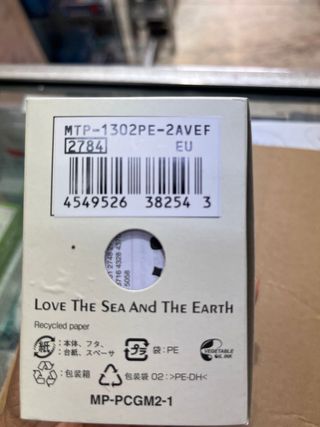 MTP-1302PE-2AVEF
2784 EU
4549526 38254 3
LOVE THE SEA AND THE EARTH
Recycled paper
紙 :本体、フタ、
台紙、スペーサ
プラ 袋:PE
VEGETABLE
OIL INK
:包装箱
包装袋 02:>PE-DH<
MP-PCGM2-1